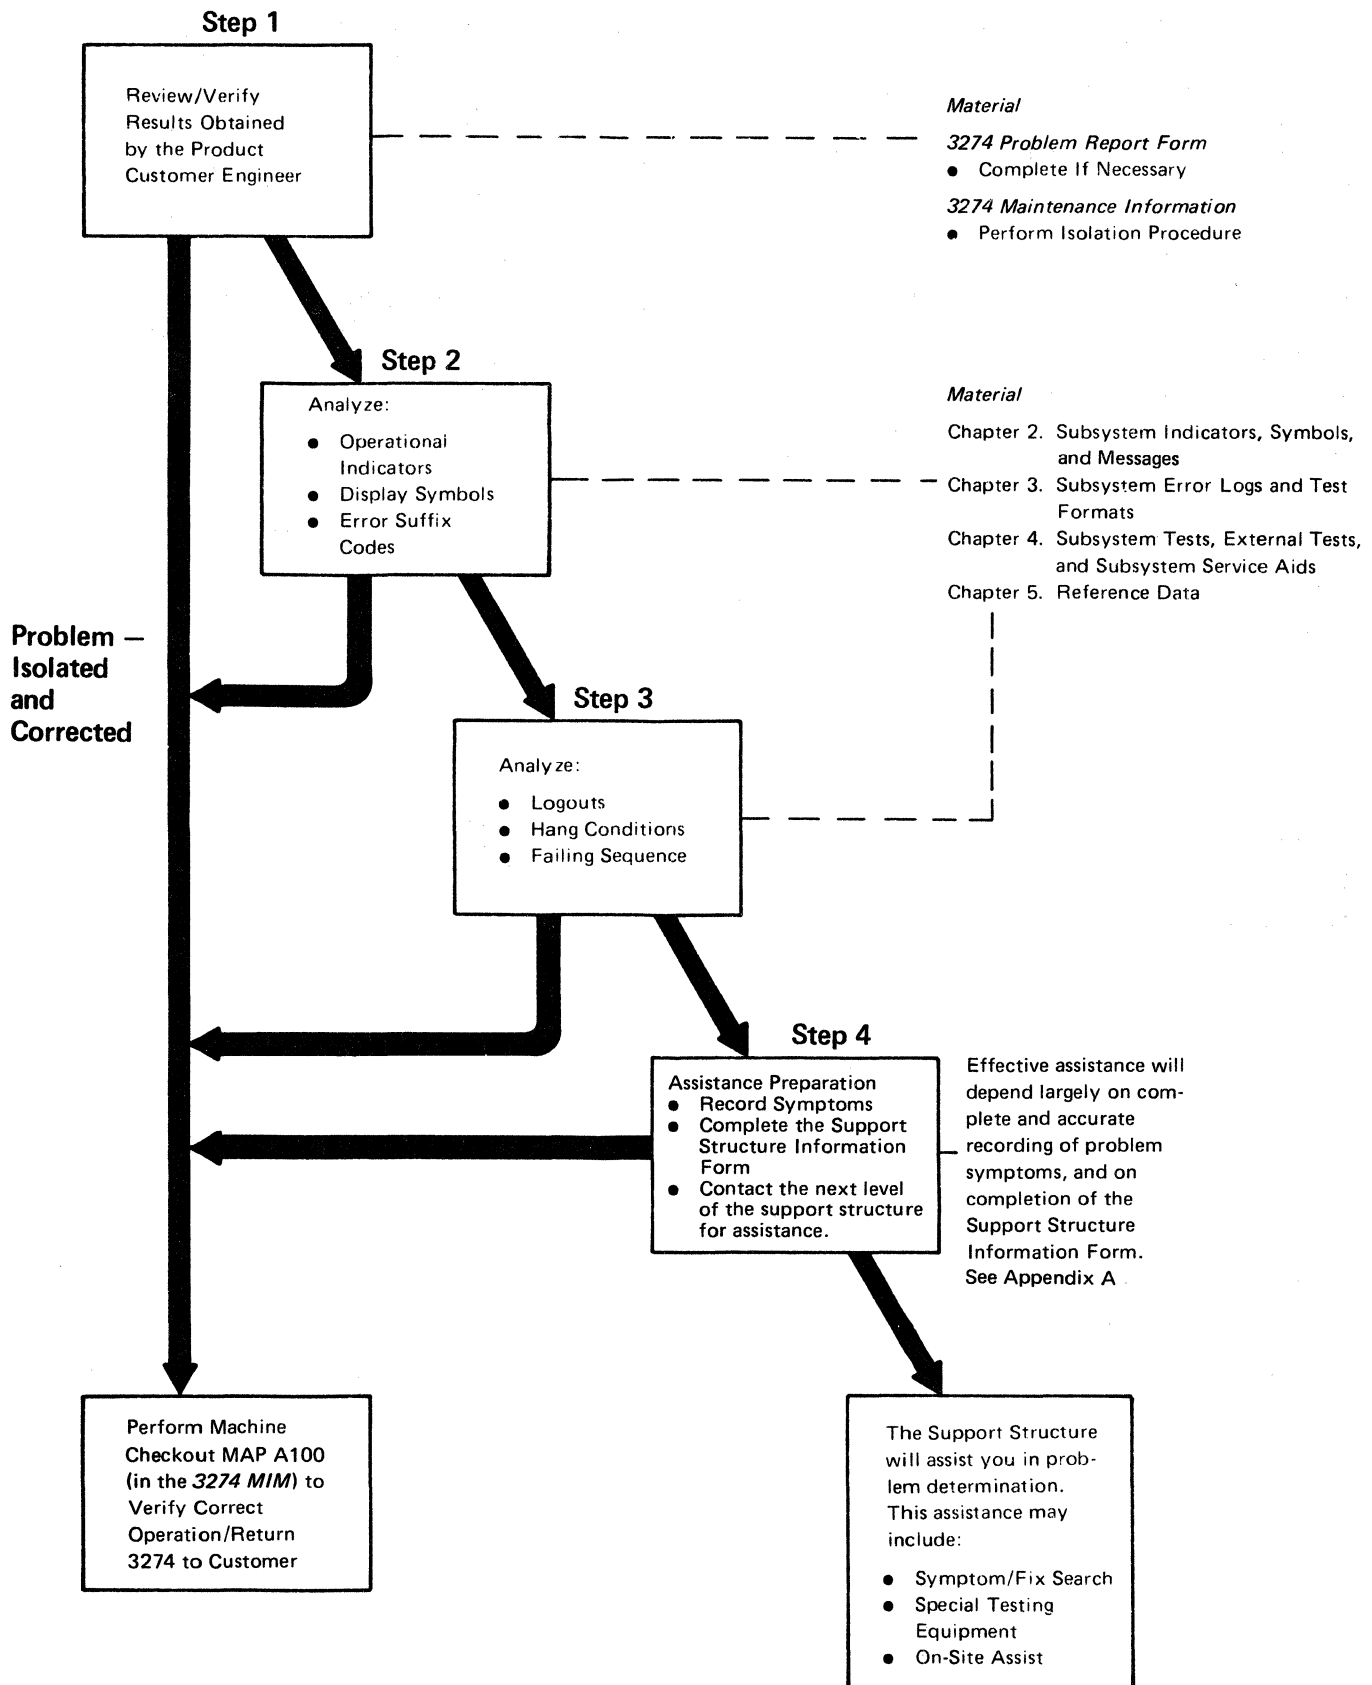 Step 1
Review/Verify
Results Obtained
by the Product
Customer Engineer
Material
3274 Problem Report Form
● Complete If Necessary
3274 Maintenance Information
● Perform Isolation Procedure
Step 2
Analyze:
● Operational
Indicators
● Display Symbols
● Error Suffix
Codes
Material
Chapter 2. Subsystem Indicators, Symbols,
and Messages
Chapter 3. Subsystem Error Logs and Test
Formats
Chapter 4. Subsystem Tests, External Tests,
and Subsystem Service Aids
Chapter 5. Reference Data
Problem —
Isolated
and
Corrected
Step 3
Analyze:
● Logouts
● Hang Conditions
● Failing Sequence
Step 4
Assistance Preparation
● Record Symptoms
● Complete the Support
Structure Information
Form
● Contact the next level
of the support structure
for assistance.
Effective assistance will
depend largely on com-
plete and accurate
recording of problem
symptoms, and on
completion of the
Support Structure
Information Form.
See Appendix A
Perform Machine
Checkout MAP A100
(in the 3274 MIM) to
Verify Correct
Operation/Return
3274 to Customer
The Support Structure
will assist you in prob-
lem determination.
This assistance may
include:
● Symptom/Fix Search
● Special Testing
Equipment
● On-Site Assist